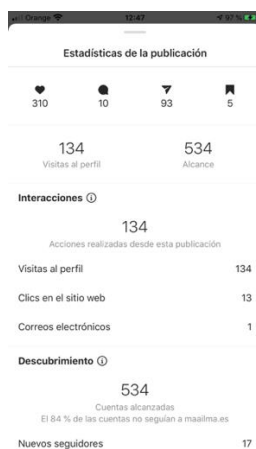 Orange 12:47 97 %
Estadísticas de la publicación
310 10 93 5
134 534
Visitas al perfil Alcance
Interacciones
134
Acciones realizadas desde esta publicación
Visitas al perfil 134
Clics en el sitio web 13
Correos electrónicos 1
Descubrimiento
534
Cuentas alcanzadas
El 84 % de las cuentas no seguían a maailma.es
Nuevos seguidores 17